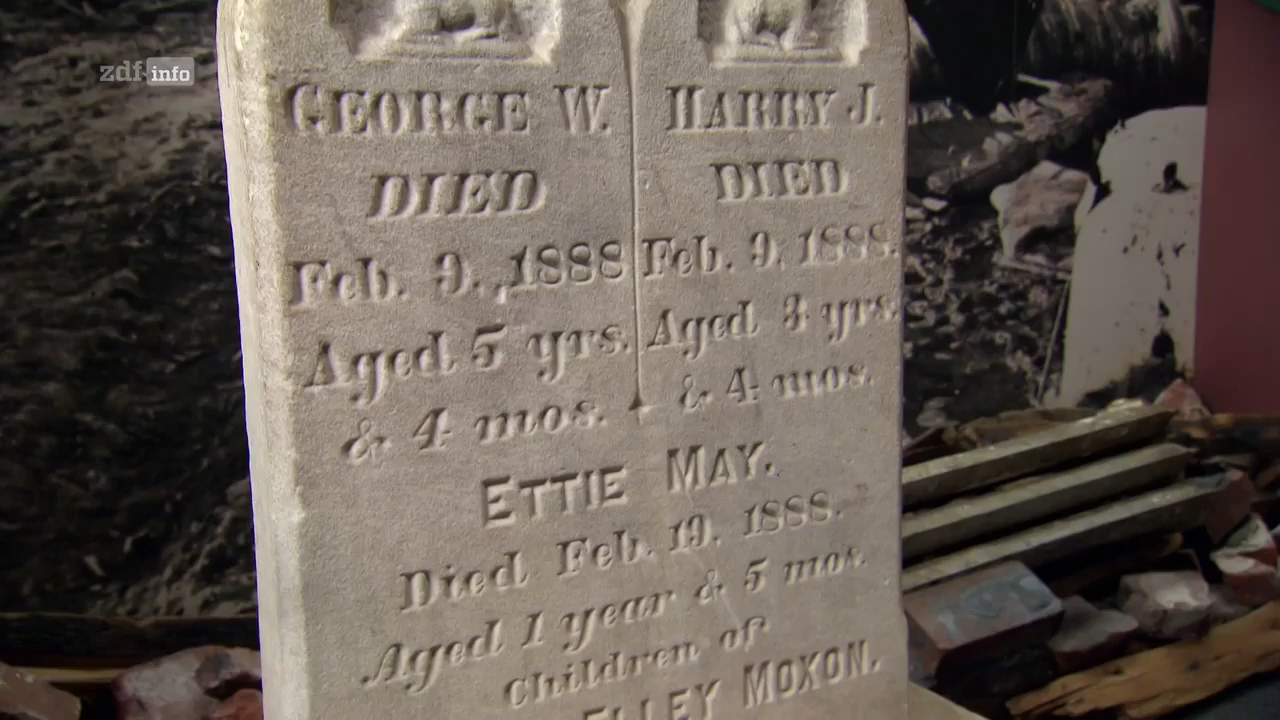 zdf info
GEORGE W.
DIED
Feb. 9., 1888
Aged 5 yrs.
& 4 mos.
HARRY J.
DIED
Feb. 9. 1888.
Aged 3 yrs.
& 4 mos.
ETTIE MAY.
Died Feb. 19. 1888.
Aged 1 year & 5 mos.
Children of
MOXON.